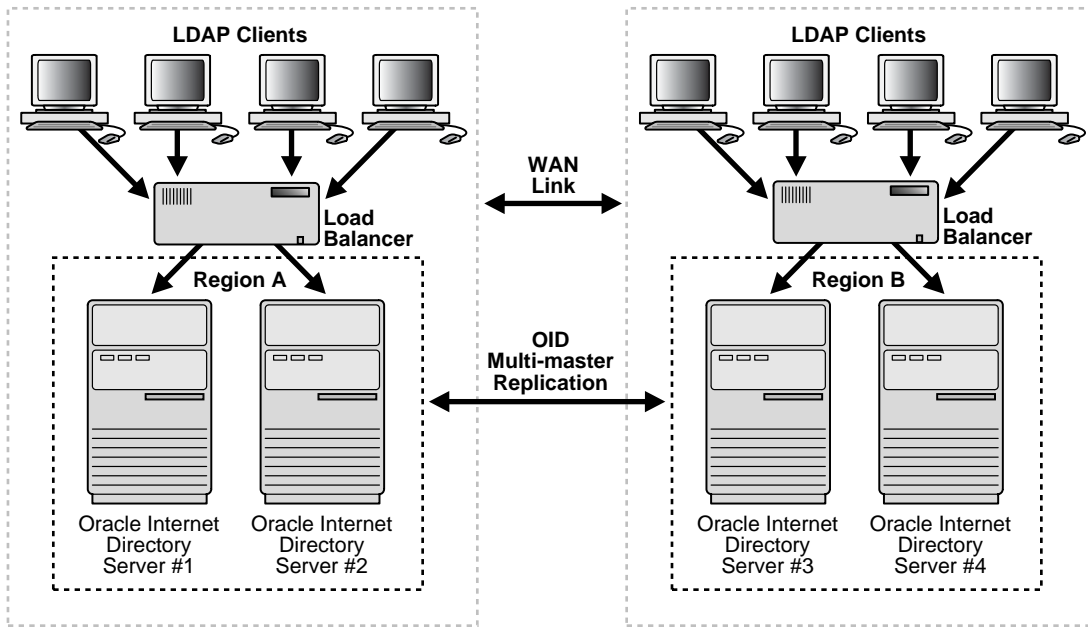 LDAP Clients
Load
Balancer
Region A
Oracle Internet
Directory
Server #1
Oracle Internet
Directory
Server #2
WAN
Link
OID
Multi-master
Replication
LDAP Clients
Load
Balancer
Region B
Oracle Internet
Directory
Server #3
Oracle Internet
Directory
Server #4